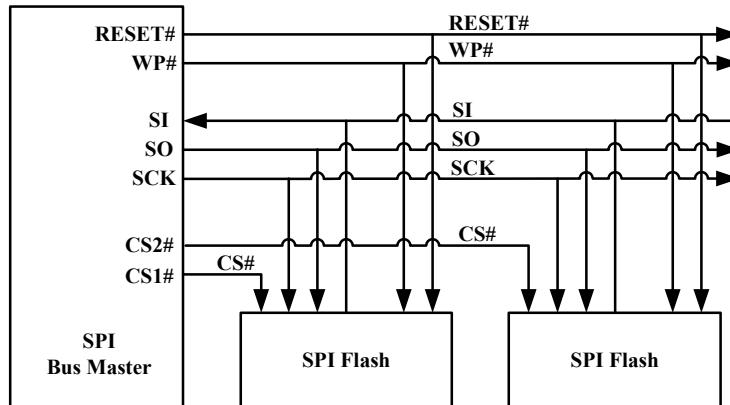 RESET#
RESET#
WP#
WP#
SI
SI
SO
SO
SCK
SCK
CS2#
CS#
CS1#
CS#
SPI
Bus Master
SPI Flash
SPI Flash